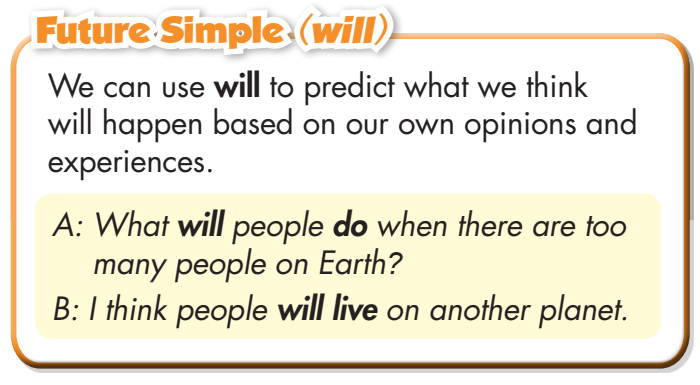 Future Simple (will)
We can use will to predict what we think
will happen based on our own opinions and
experiences.
A: What will people do when there are too
many people on Earth?
B: I think people will live on another planet.